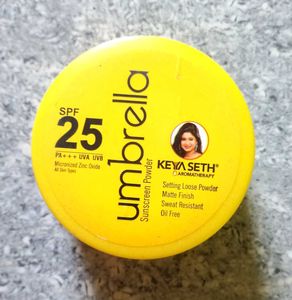 SPF
25
PA+++ UVA UVB
Micronized Zinc Oxide
All Skin Types
umbrella
Sunscreen Powder
KEYA SETH®
AROMATHERAPY
Setting Loose Powder
Matte Finish
Sweat Resistant
Oil Free